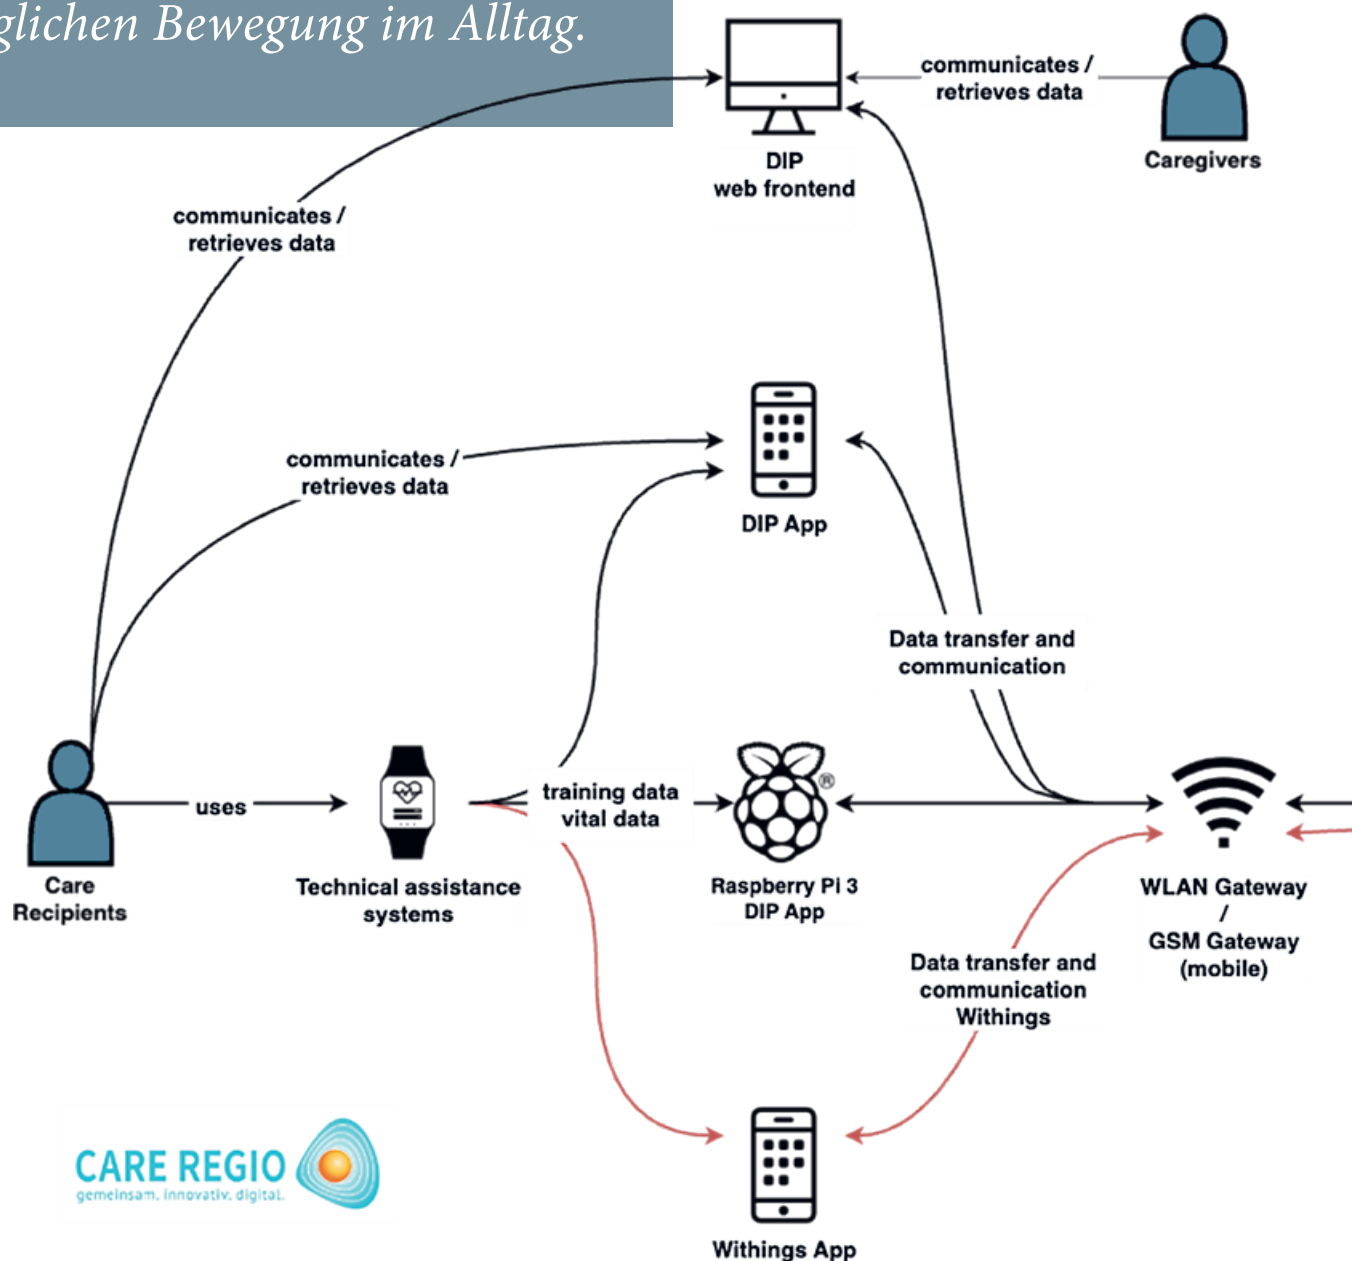 glichen Bewegung im Alltag.
communicates /
retrieves data
DIP
web frontend
Caregivers
communicates /
retrieves data
communicates /
retrieves data
DIP App
Data transfer and
communication
uses
training data
vital data
®
Care
Recipients
Technical assistance
systems
Raspberry Pi 3
DIP App
WLAN Gateway
/
GSM Gateway
(mobile)
Data transfer and
communication
Withings
CARE REGIO
gemeinsam. innovativ. digital.
Withings App